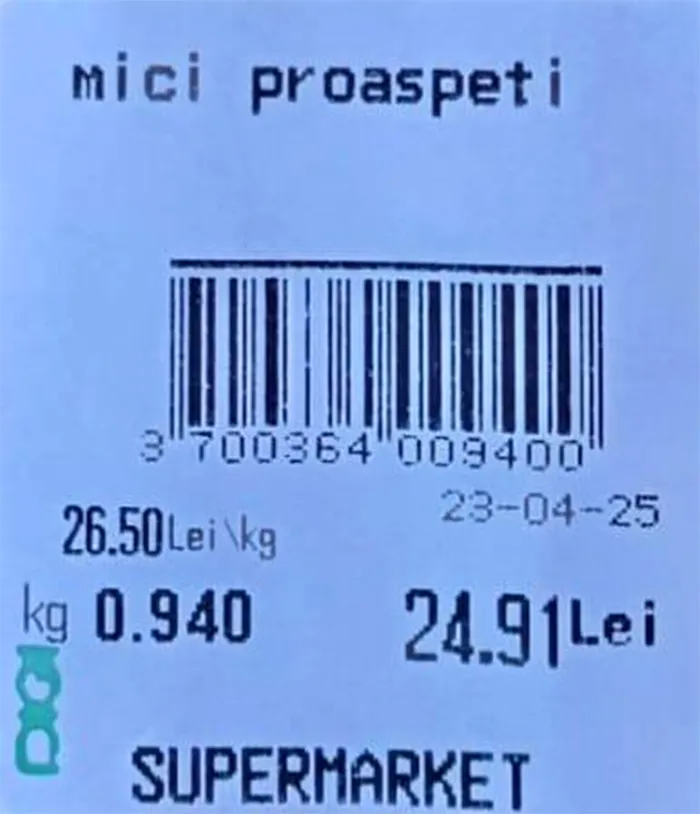 mici proaspeti
3 700364 009400
23-04-25
26.50Lei\kg
kg 0.940 24.91Lei
SUPERMARKET